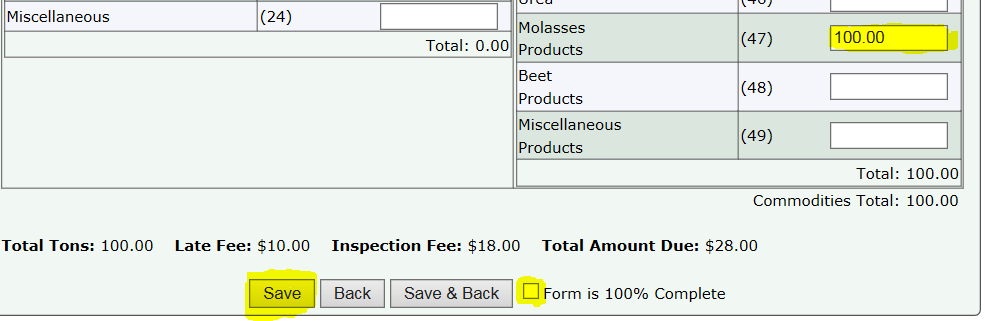 Miscellaneous (24)
Total: 0.00
Urea (46)
Molasses
Products (47) 100.00
Beet
Products (48)
Miscellaneous
Products (49)
Total: 100.00
Commodities Total: 100.00
Total Tons: 100.00 Late Fee: $10.00 Inspection Fee: $18.00 Total Amount Due: $28.00
Save Back Save & Back Form is 100% Complete